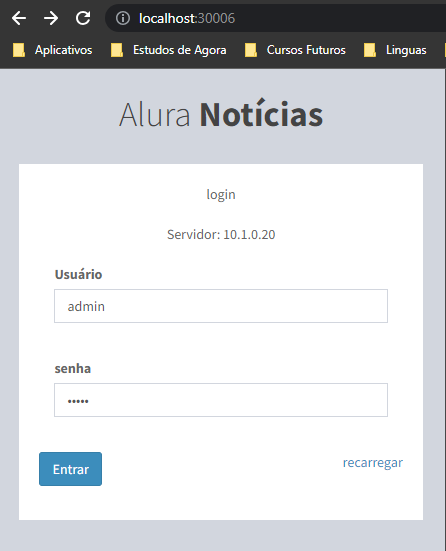 localhost:30006
Aplicativos Estudos de Agora Cursos Futuros Linguas
Alura Notícias
login
Servidor: 10.1.0.20
Usuário
admin
senha
•••••
Entrar recarregar